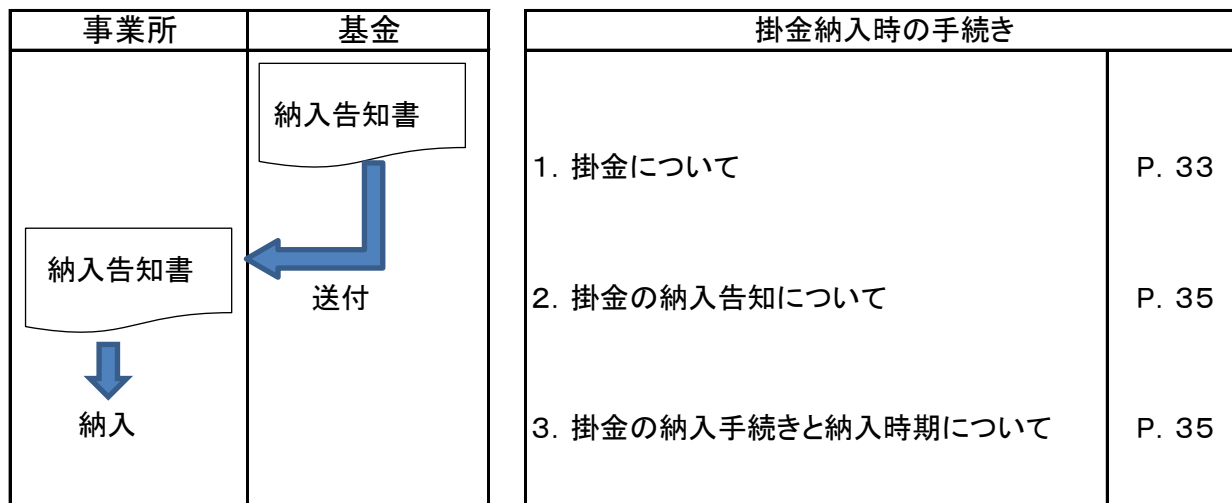 事業所 基金
納入告知書
納入告知書
送付
納入
掛金納入時の手続き
1．掛金について P．33
2．掛金の納入告知について P．35
3．掛金の納入手続きと納入時期について P．35